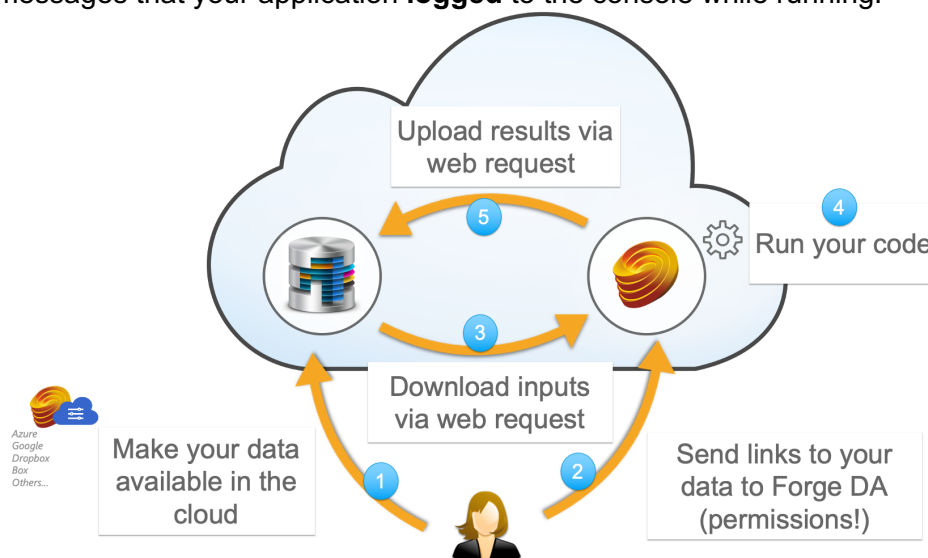 messages that your application logged to the console while running.
Upload results via
web request
5
4
Run your code
3
Download inputs
via web request
Azure
Google
Dropbox
Box
Others...
Make your data
available in the
cloud
1
2
Send links to your
data to Forge DA
(permissions!)